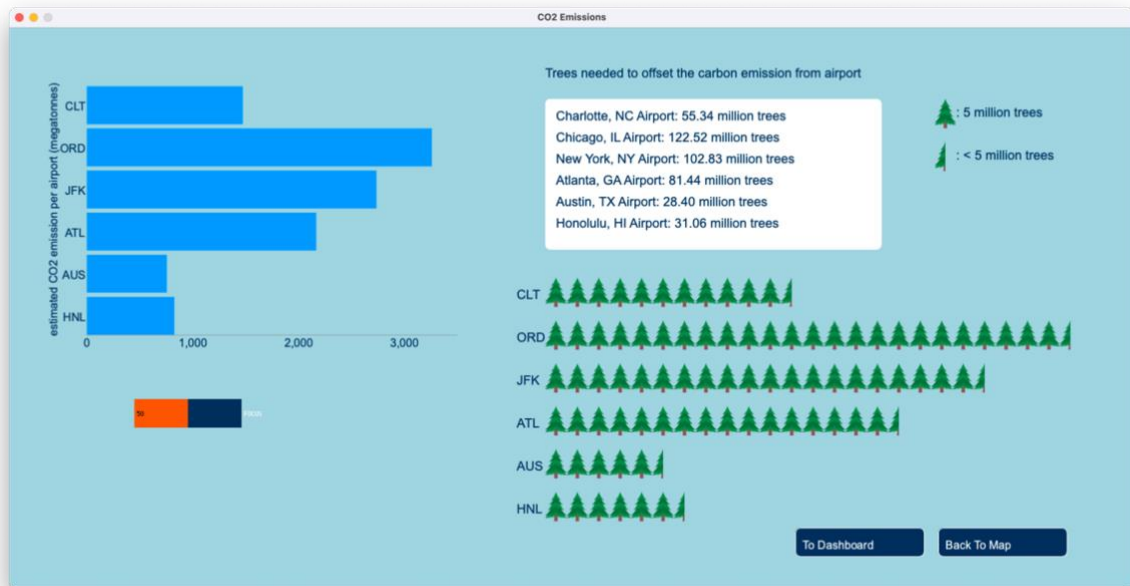 CO2 Emissions
estimated CO2 emission per airport (megatonnes)
CLT
ORD
JFK
ATL
AUS
HNL
0
1,000
2,000
3,000
50
FOCUS
Trees needed to offset the carbon emission from airport
Charlotte, NC Airport: 55.34 million trees
Chicago, IL Airport: 122.52 million trees
New York, NY Airport: 102.83 million trees
Atlanta, GA Airport: 81.44 million trees
Austin, TX Airport: 28.40 million trees
Honolulu, HI Airport: 31.06 million trees
: 5 million trees
: < 5 million trees
CLT
ORD
JFK
ATL
AUS
HNL
To Dashboard
Back To Map